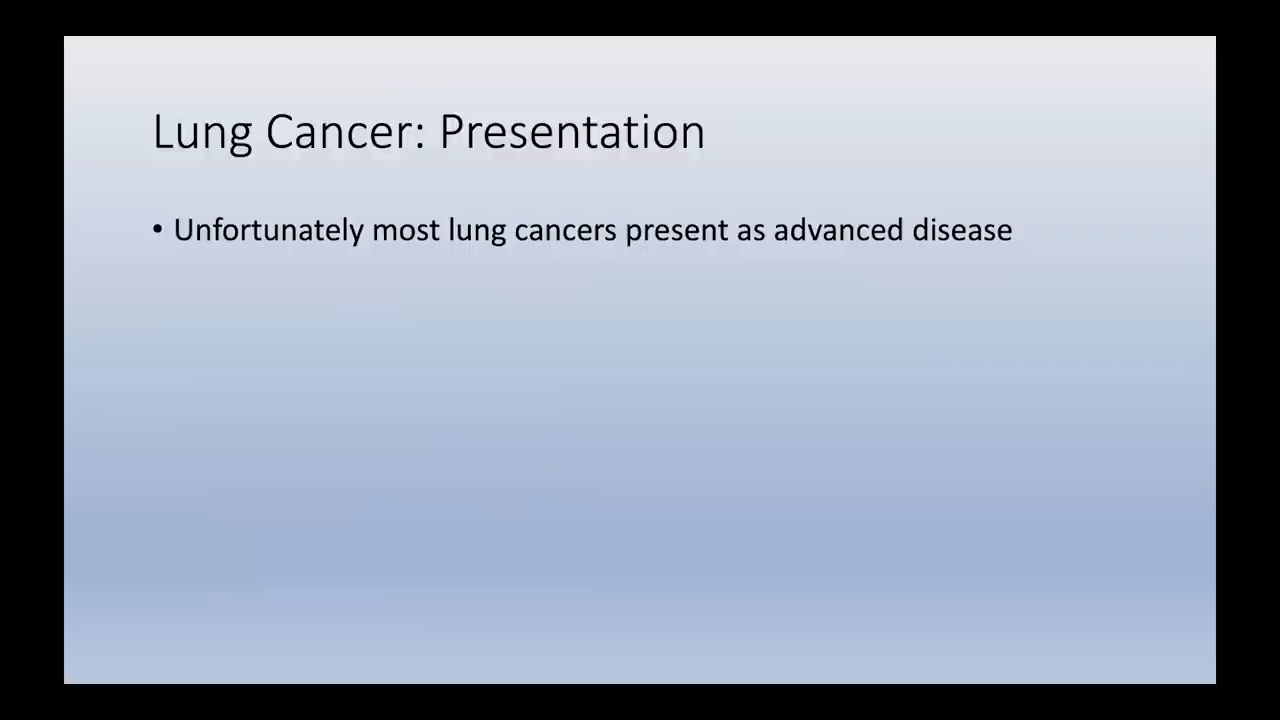 Lung Cancer: Presentation
• Unfortunately most lung cancers present as advanced disease